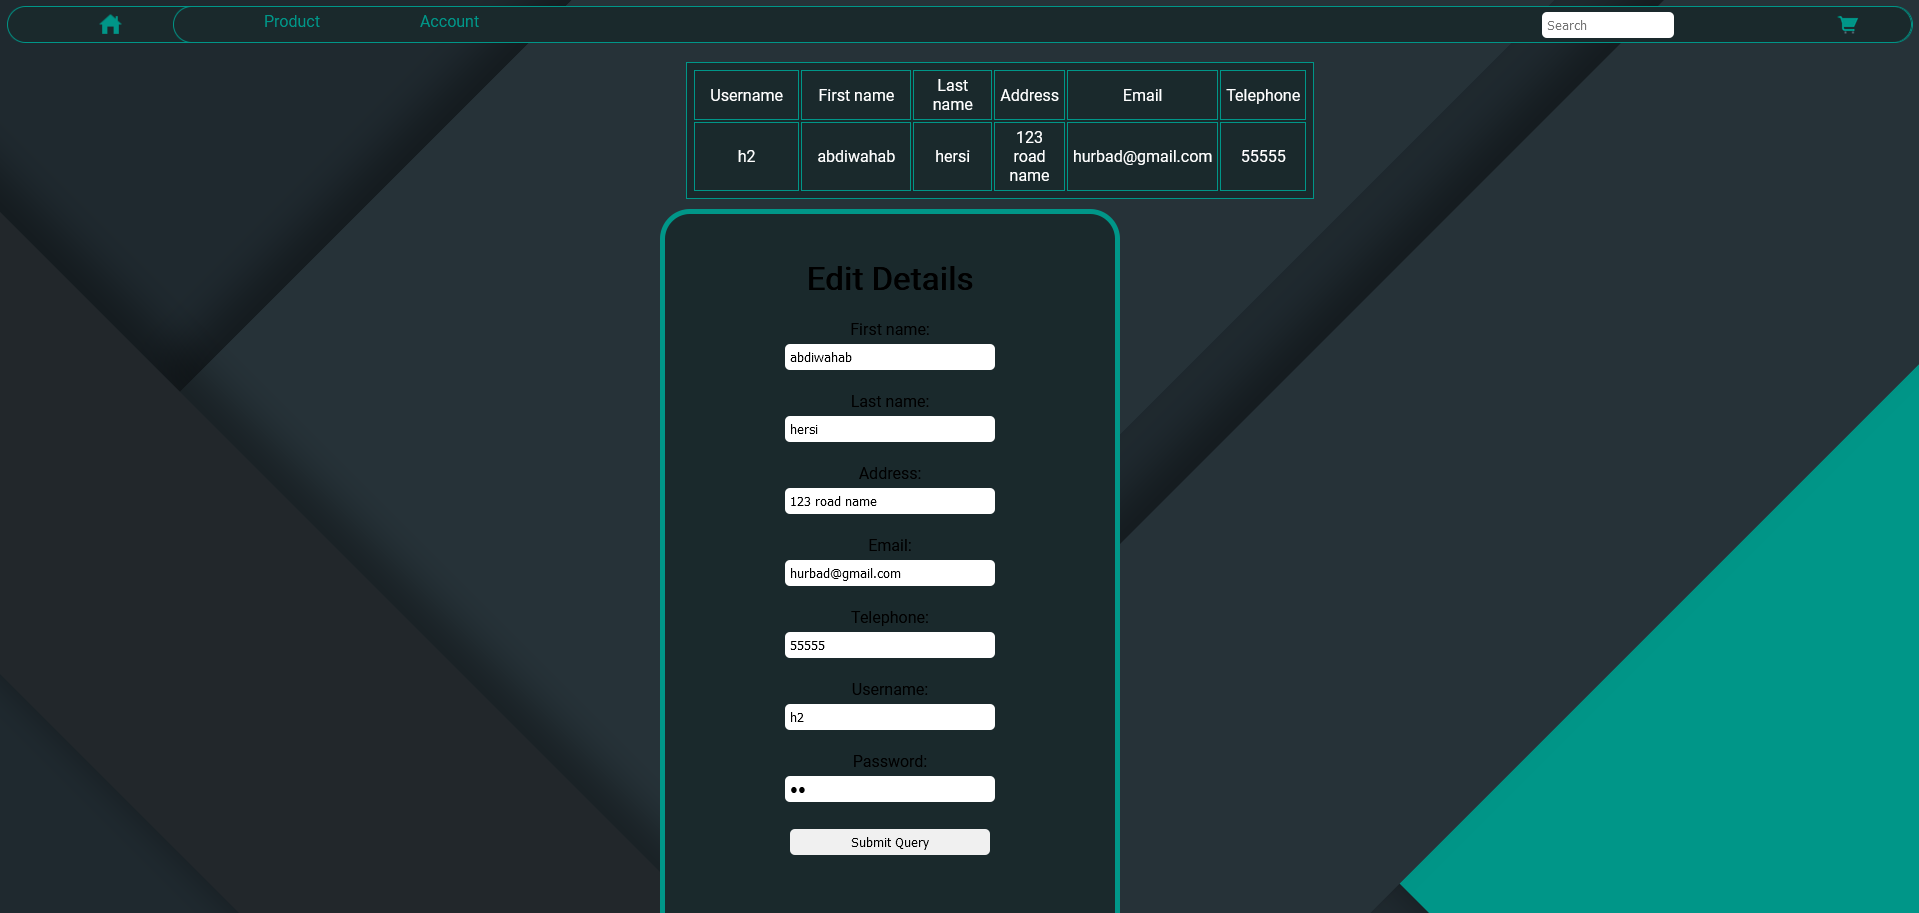 Product Account Search
Username First name Last name Address Email Telephone
h2 abdiwahab hersi 123 road name hurbad@gmail.com 55555
Edit Details
First name:
abdiwahab
Last name:
hersi
Address:
123 road name
Email:
hurbad@gmail.com
Telephone:
55555
Username:
h2
Password:
••
Submit Query